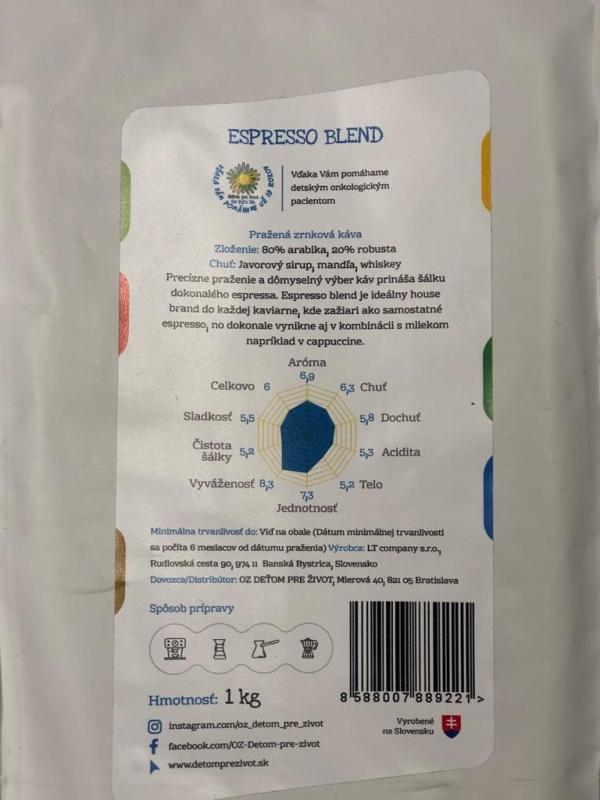 ESPRESSO BLEND
VĎAKA VÁM POMÁHAME UŽ 10 ROKOV
Vďaka Vám pomáhame
detským onkologickým
pacientom
Pražená zrnková káva
Zloženie: 80% arabika, 20% robusta
Chuť: Javorový sirup, mandľa, whiskey
Precízne praženie a dômyselný výber káv prináša šálku
dokonalého espressa. Espresso blend je ideálny house
brand do každej kaviarne, kde zažiari ako samostatné
espresso, no dokonale vynikne aj v kombinácii s mliekom
napríklad v cappuccine.
Aróma
6,9
Celkovo 6
6,3 Chuť
Sladkosť 5,5
5,8 Dochuť
Čistota
šálky 5,2
5,3 Acidita
Vyváženosť 8,3
5,2 Telo
7,3
Jednotnosť
Minimálna trvanlivosť do: Viď na obale (Dátum minimálnej trvanlivosti
sa počíta 6 mesiacov od dátumu praženia) Výrobca: LT company s.r.o.,
Rudlovská cesta 90, 974 11 Banská Bystrica, Slovensko
Dovozca/Distribútor: OZ DEŤOM PRE ŽIVOT, Mierová 40, 821 05 Bratislava
Spôsob prípravy
Hmotnosť: 1 kg
8 588007 889221 >
instagram.com/oz_detom_pre_zivot
facebook.com/OZ-Detom-pre-zivot
www.detomprezivot.sk
Vyrobené
na Slovensku